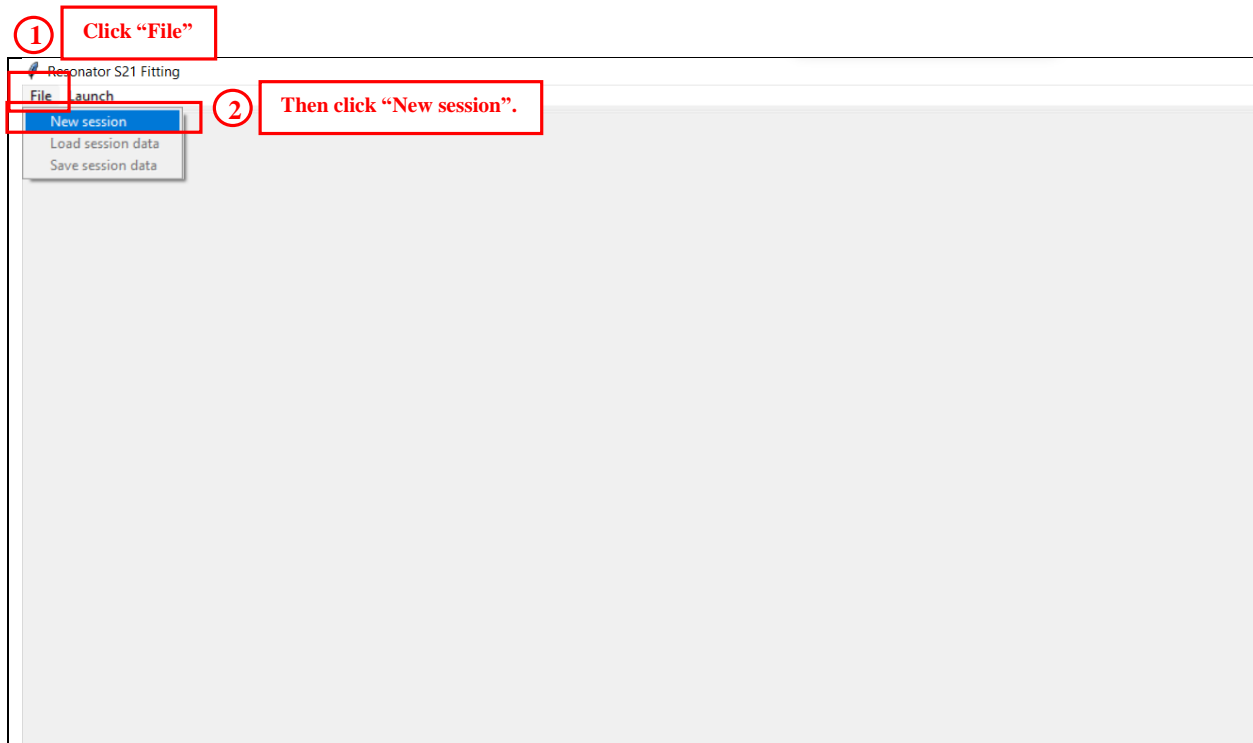 1
Click “File”
Resonator S21 Fitting
File Launch
2
Then click “New session”.
New session
Load session data
Save session data